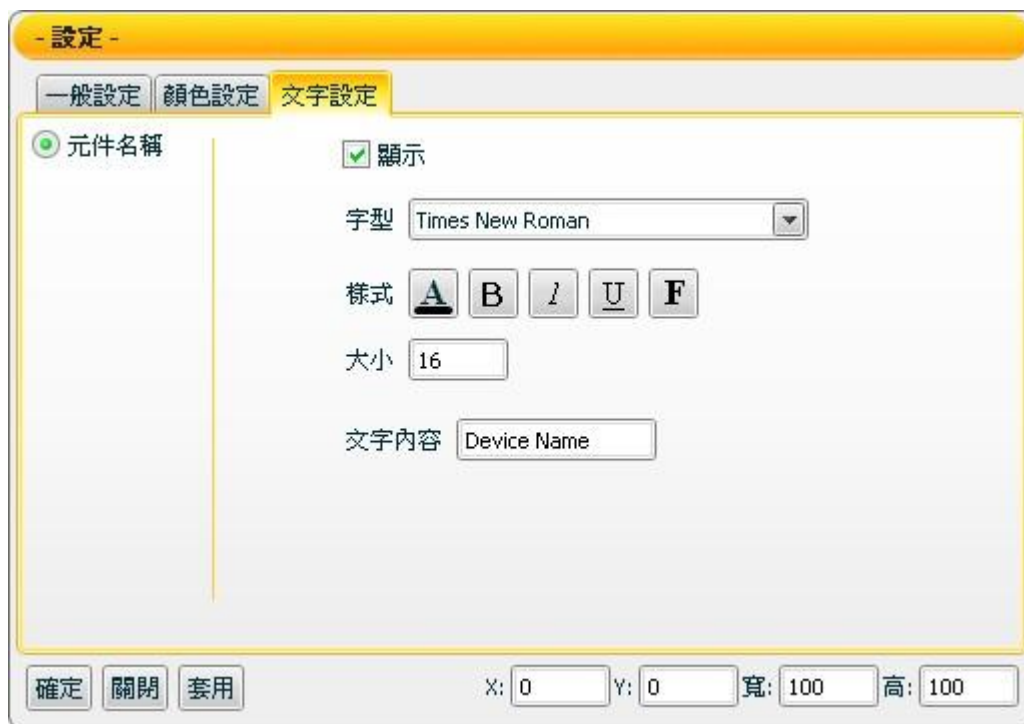 - 設定 -
一般設定 顏色設定 文字設定
元件名稱
顯示
字型 Times New Roman
樣式 A B I U F
大小 16
文字內容 Device Name
確定 關閉 套用 X: 0 Y: 0 寬: 100 高: 100